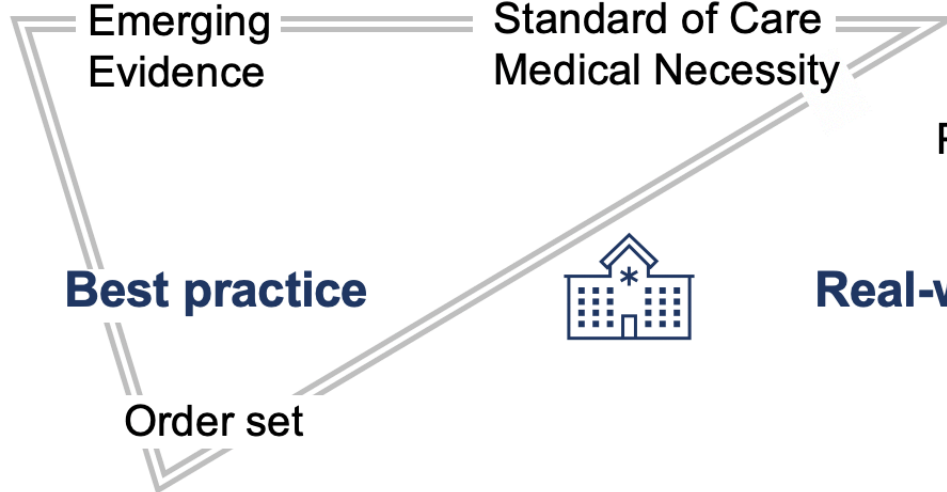 Emerging
Evidence
Standard of Care
Medical Necessity
Best practice
Order set